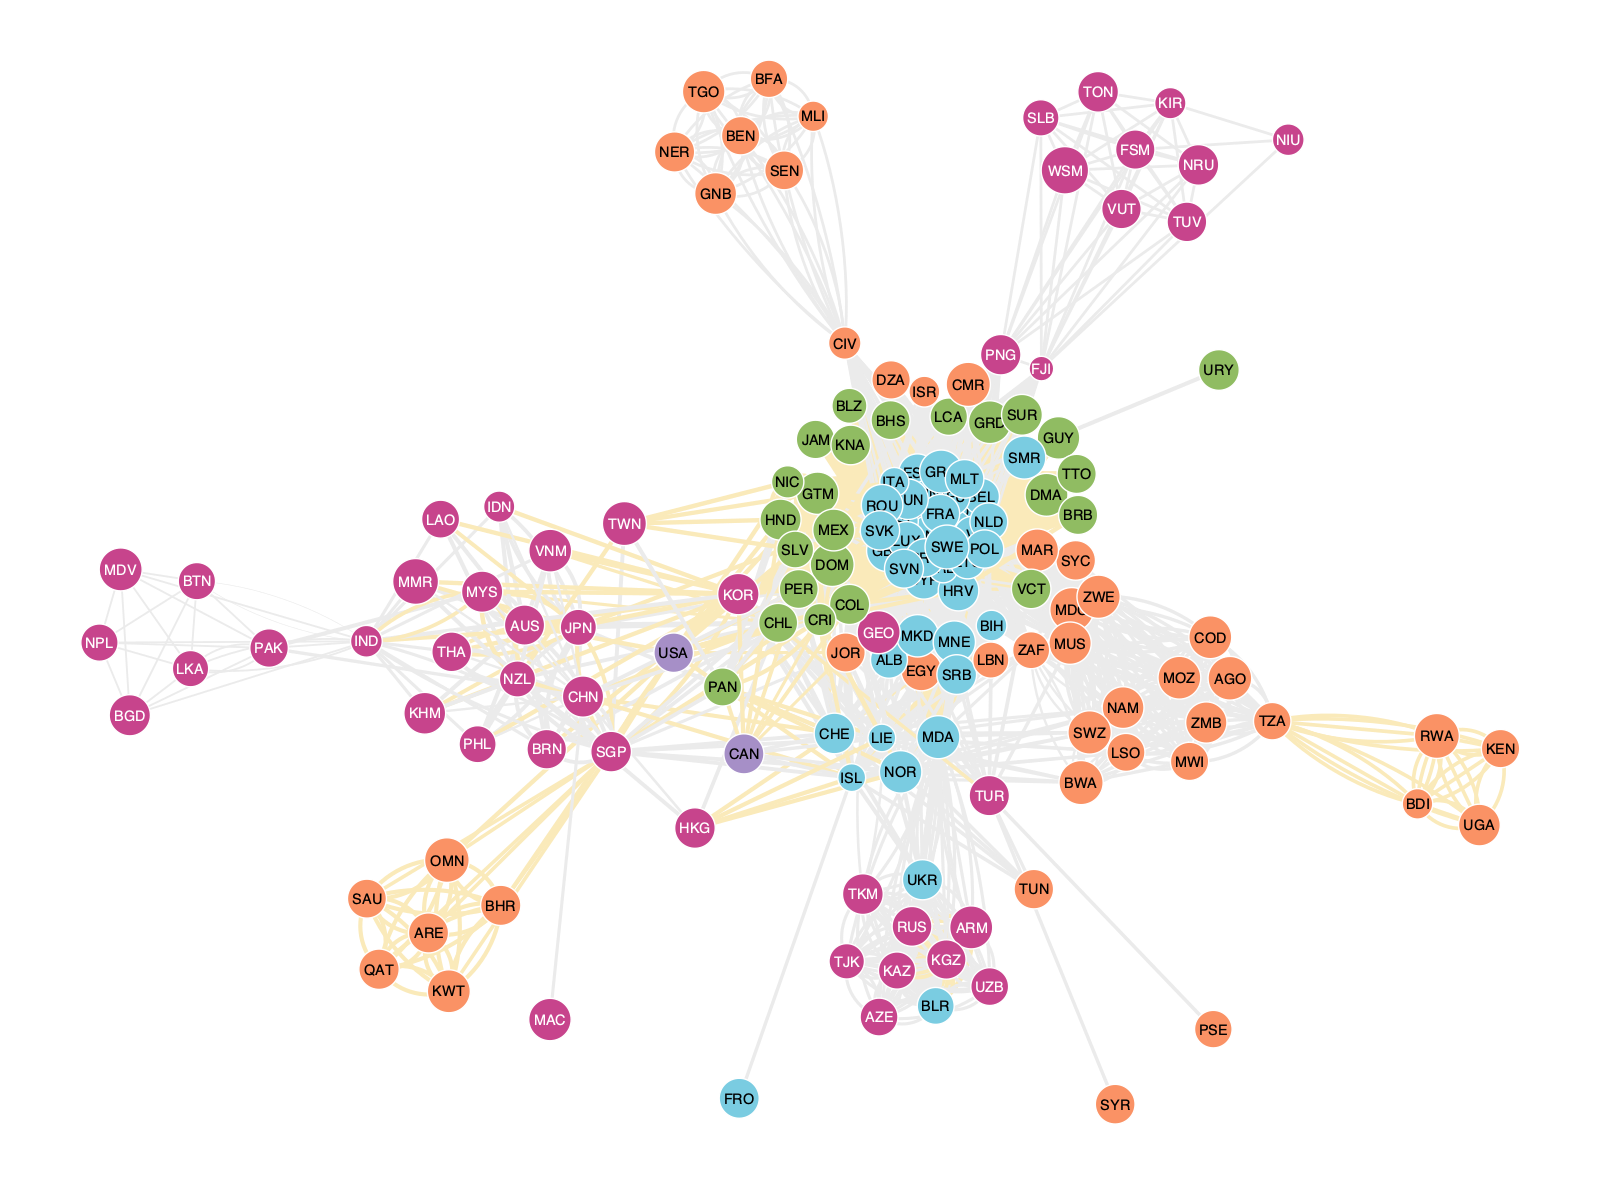 BFA
TGO
MLI
BEN
NER
SEN
GNB
TON
KIR
SLB
NIU
FSM
NRU
WSM
VUT
TUV
CIV
PNG
FJI
URY
DZA
ISR
CMR
BLZ
BHS
LCA
GRD
SUR
GUY
JAM
KNA
SMR
TTO
ITA
ES
GR
MLT
NIC
GTM
DMA
ROU
UN
BEL
BRB
HND
MEX
FRA
NLD
SVK
SLV
LUX
SWE
POL
MAR
SYC
GB
DOM
SVN
PER
HRV
VCT
ZWE
COL
MDG
CHL
CRI
GEO
MKD
MNE
BIH
MUS
ZAF
JOR
ALB
EGY
SRB
LBN
COD
MOZ
AGO
NAM
ZMB
TZA
SWZ
LSO
MWI
BWA
RWA
KEN
BDI
UGA
IDN
LAO
TWN
VNM
MDV
BTN
MMR
MYS
KOR
AUS
JPN
NPL
PAK
IND
THA
USA
LKA
NZL
PAN
CHN
BGD
KHM
PHL
BRN
SGP
CAN
CHE
LIE
MDA
ISL
NOR
TUR
HKG
OMN
SAU
BHR
ARE
QAT
KWT
MAC
UKR
TKM
TUN
RUS
ARM
TJK
KAZ
KGZ
UZB
BLR
AZE
PSE
FRO
SYR